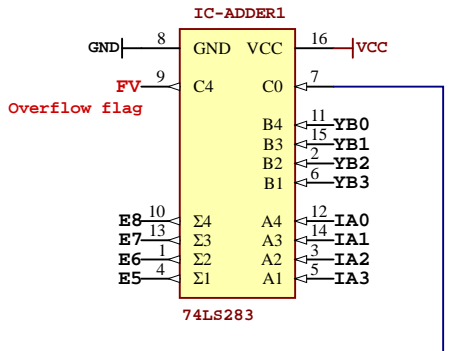 IC-ADDER1
GND 8 GND VCC 16 VCC
FV 9 C4 C0 7
Overflow flag
B4 11 YB0
B3 15 YB1
B2 2 YB2
B1 6 YB3
E8 10 Σ4 A4 12 IA0
E7 13 Σ3 A3 14 IA1
E6 1 Σ2 A2 3 IA2
E5 4 Σ1 A1 5 IA3
74LS283